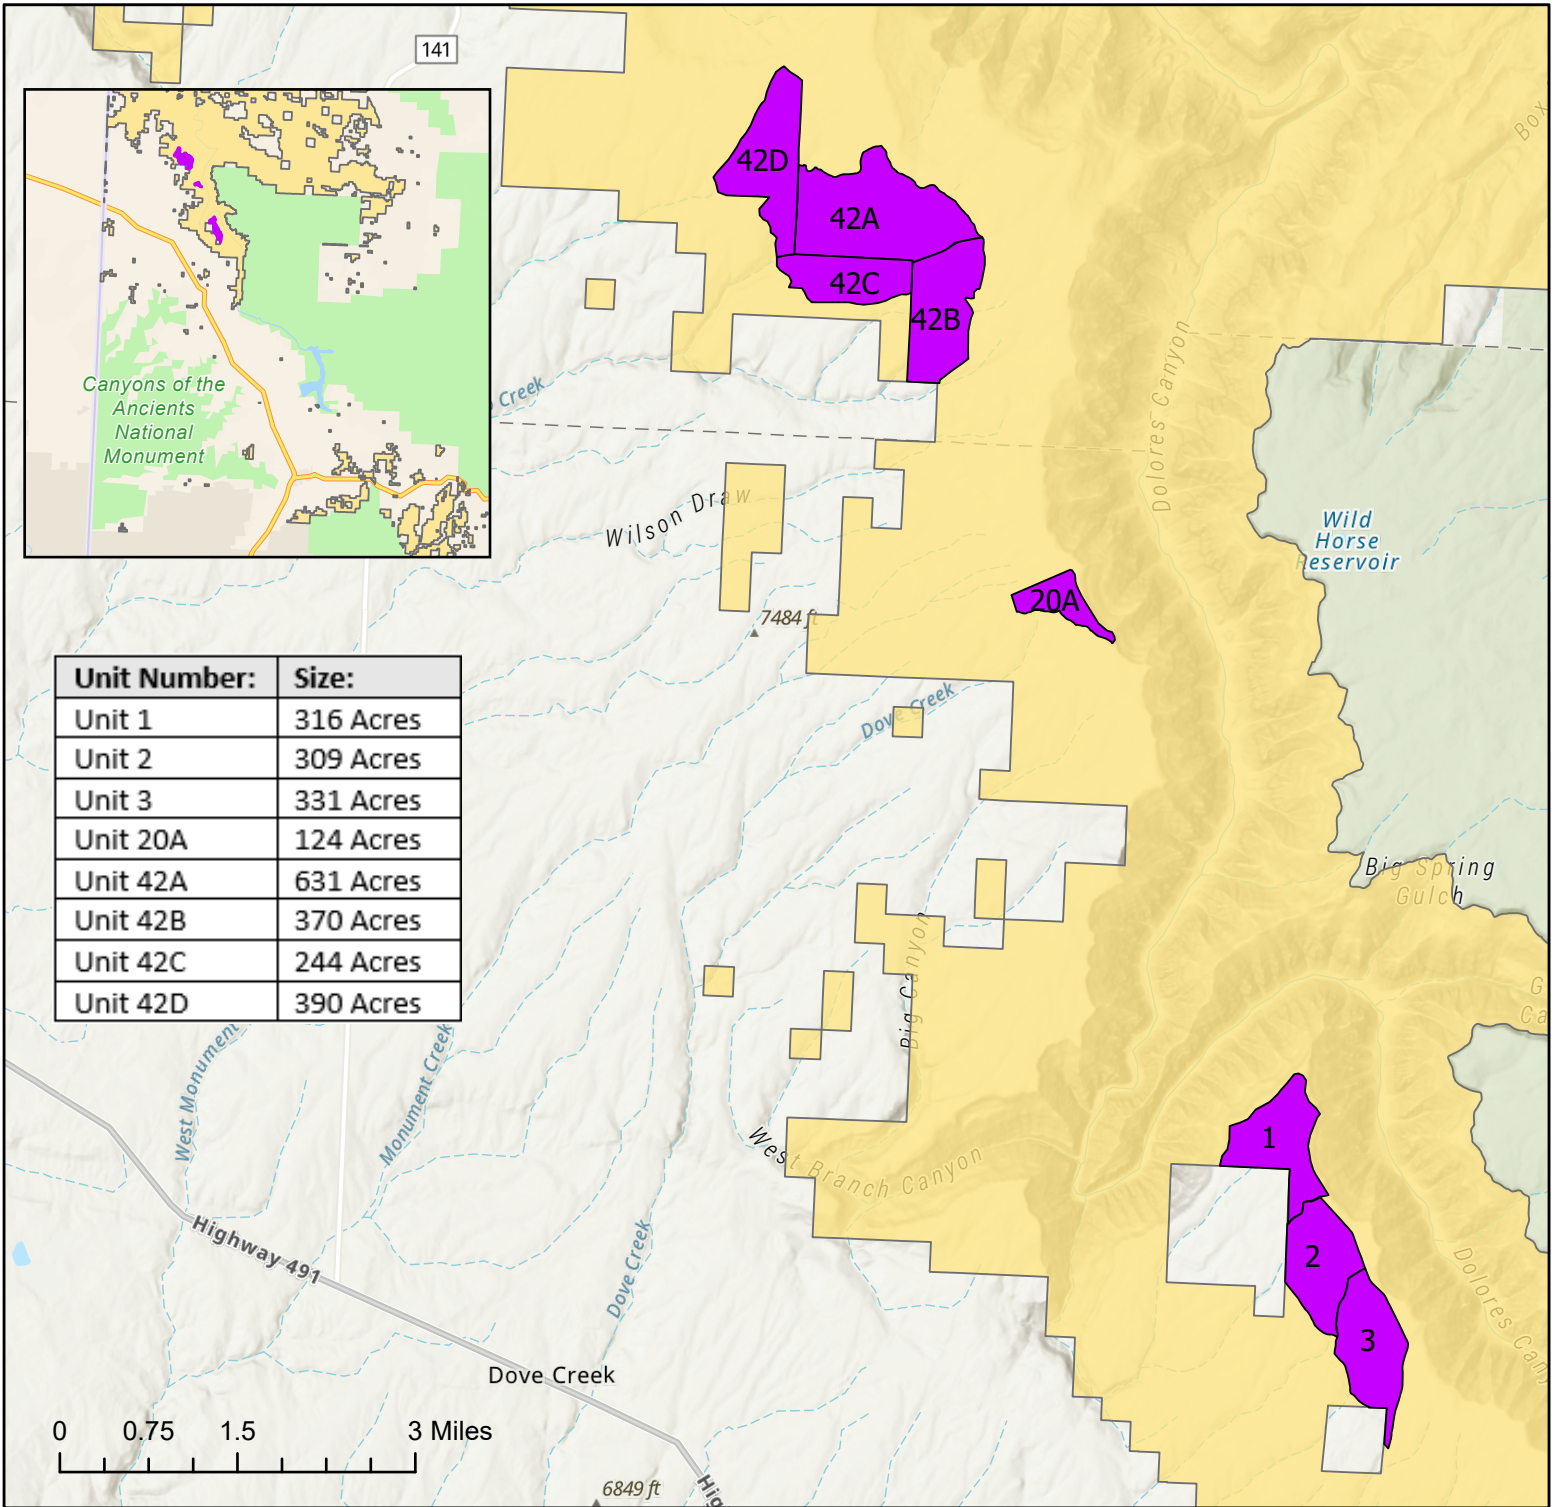 141
Box
42D
42A
42C
42B
Creek
Canyons of the
Ancients
National
Monument
Dolores Canyon
Wilson Draw
Wild
Horse
Reservoir
20A
7484 ft
Unit Number: Size:
Unit 1 316 Acres
Unit 2 309 Acres
Unit 3 331 Acres
Unit 20A 124 Acres
Unit 42A 631 Acres
Unit 42B 370 Acres
Unit 42C 244 Acres
Unit 42D 390 Acres
Dove Creek
Big Spring
Gulch
Big Canyon
G
Ca
West Monument
Monument Creek
1
West Branch Canyon
Highway 491
Dove Creek
2
Dolores Cany
3
Dove Creek
0 0.75 1.5 3 Miles
6849 ft
Hig